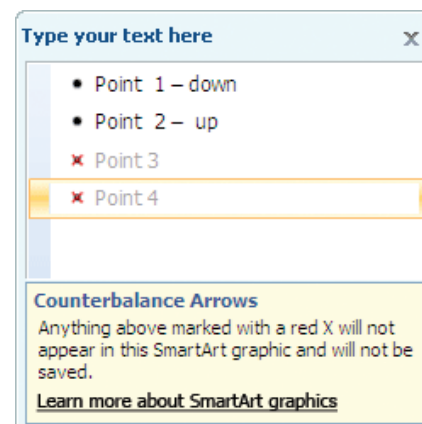 Type your text here
• Point 1 – down
• Point 2 – up
Point 3
Point 4
Counterbalance Arrows
Anything above marked with a red X will not
appear in this SmartArt graphic and will not be
saved.
Learn more about SmartArt graphics